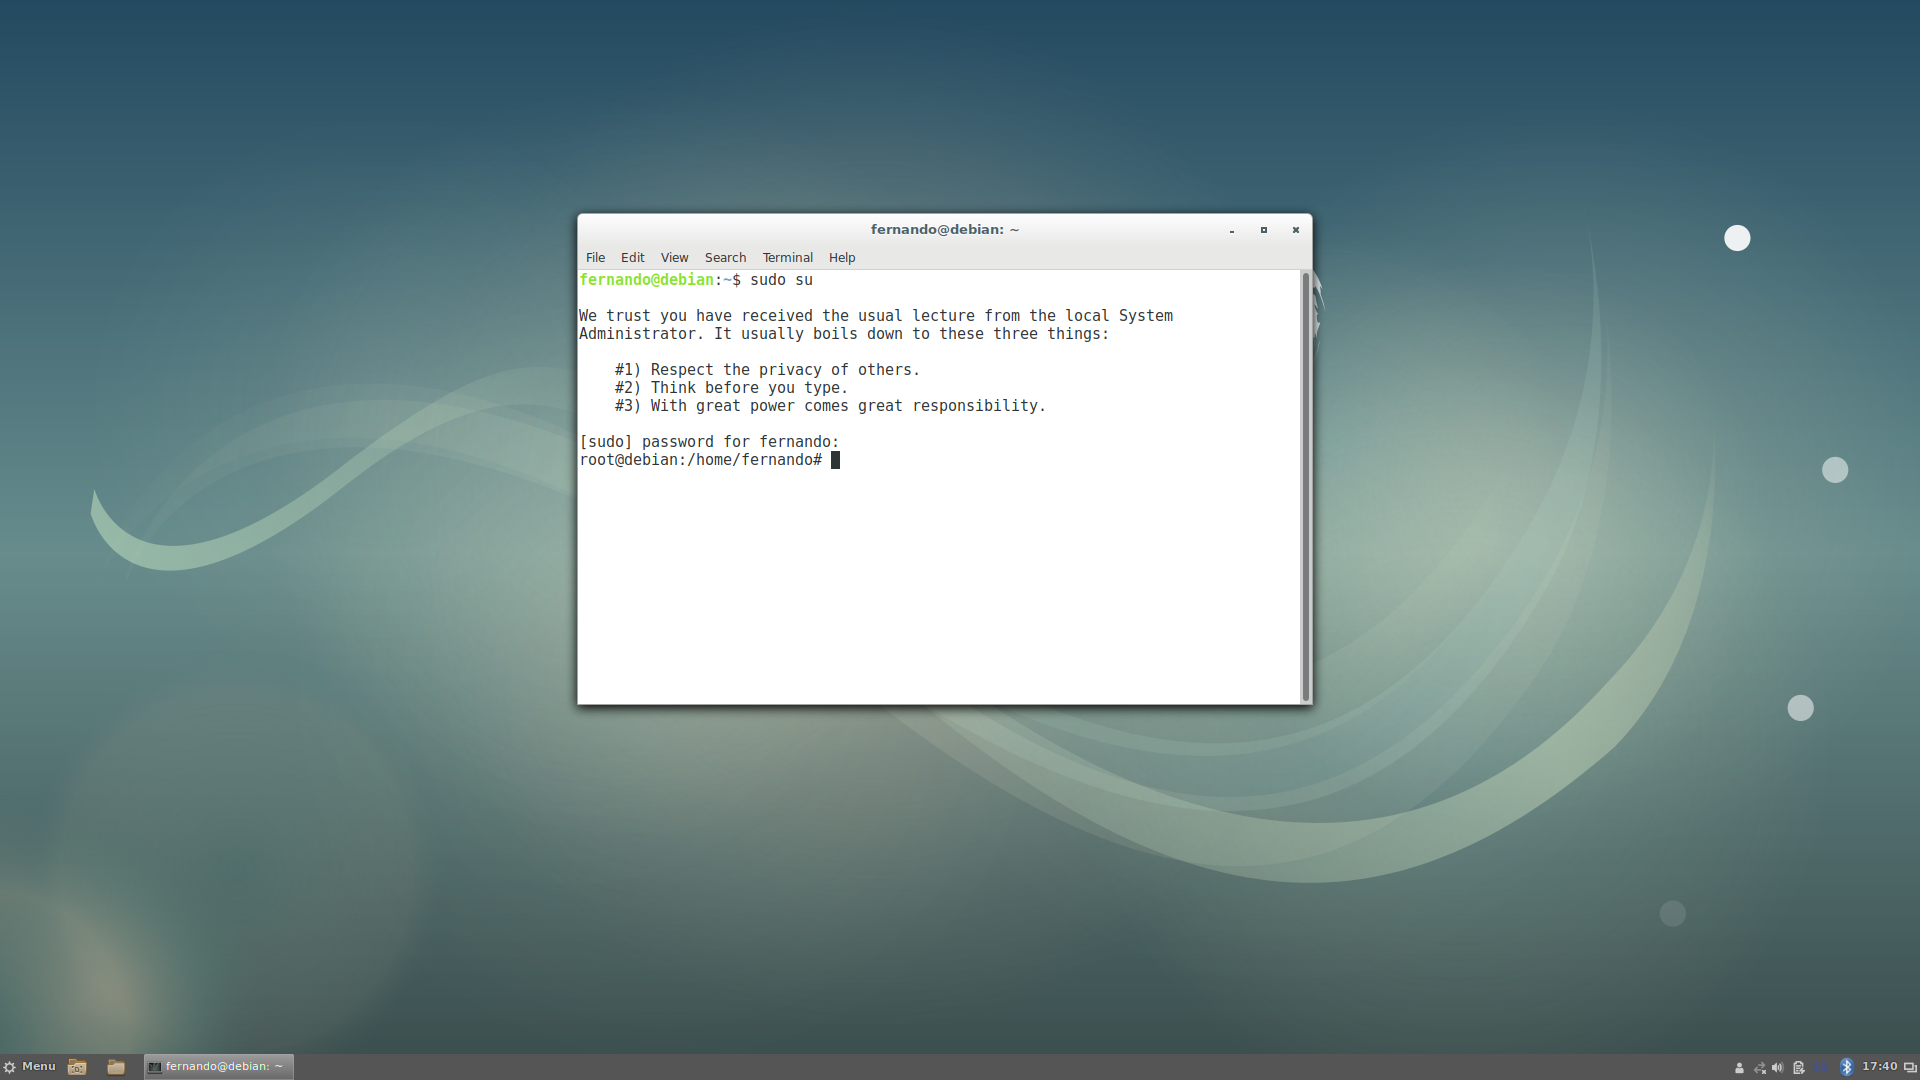 fernando@debian: ~
File Edit View Search Terminal Help
fernando@debian:~$ sudo su
We trust you have received the usual lecture from the local System
Administrator. It usually boils down to these three things:
#1) Respect the privacy of others.
#2) Think before you type.
#3) With great power comes great responsibility.
[sudo] password for fernando:
root@debian:/home/fernando#
Menu fernando@debian: ~ 17:40